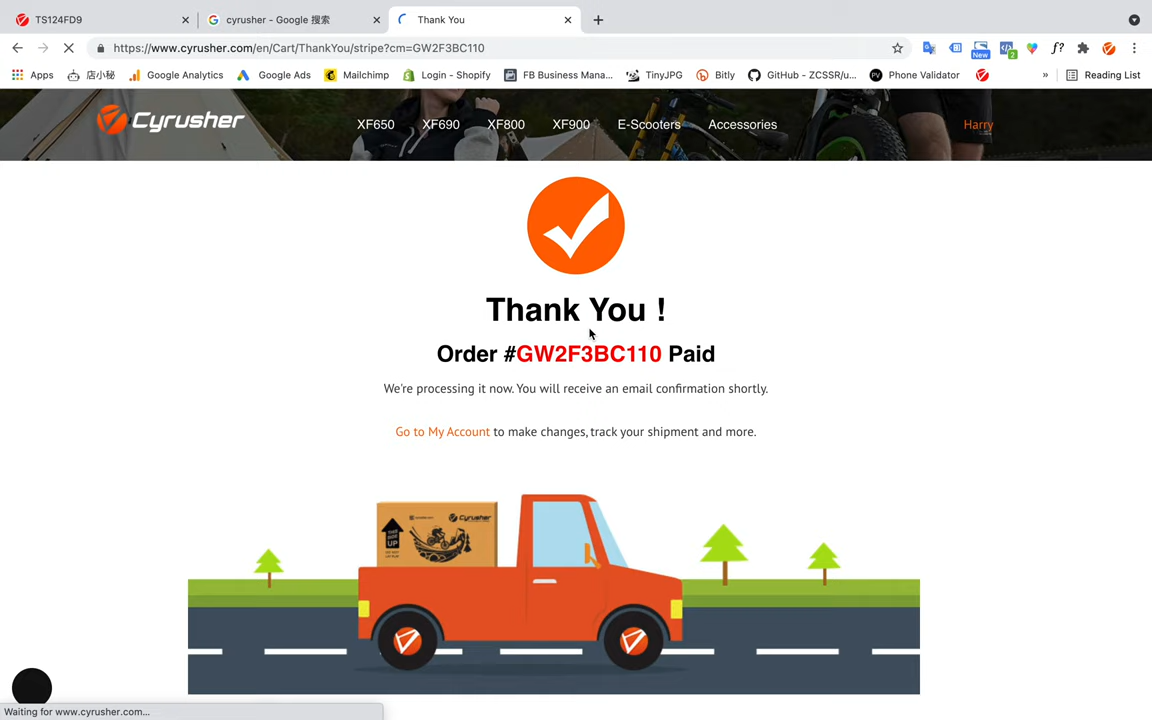 TS124FD9
cyrusher - Google 搜索
Thank You
https://www.cyrusher.com/en/Cart/ThankYou/stripe?cm=GW2F3BC110
New
2
f?
Apps
店小秘
Google Analytics
Google Ads
Mailchimp
Login - Shopify
FB Business Mana...
TinyJPG
Bitly
GitHub - ZCSSR/u...
PV
Phone Validator
»
Reading List
Cyrusher
XF650
XF690
XF800
XF900
E-Scooters
Accessories
Harry
Thank You !
Order #GW2F3BC110 Paid
We're processing it now. You will receive an email confirmation shortly.
Go to My Account to make changes, track your shipment and more.
Cyrusher
UP
Waiting for www.cyrusher.com...